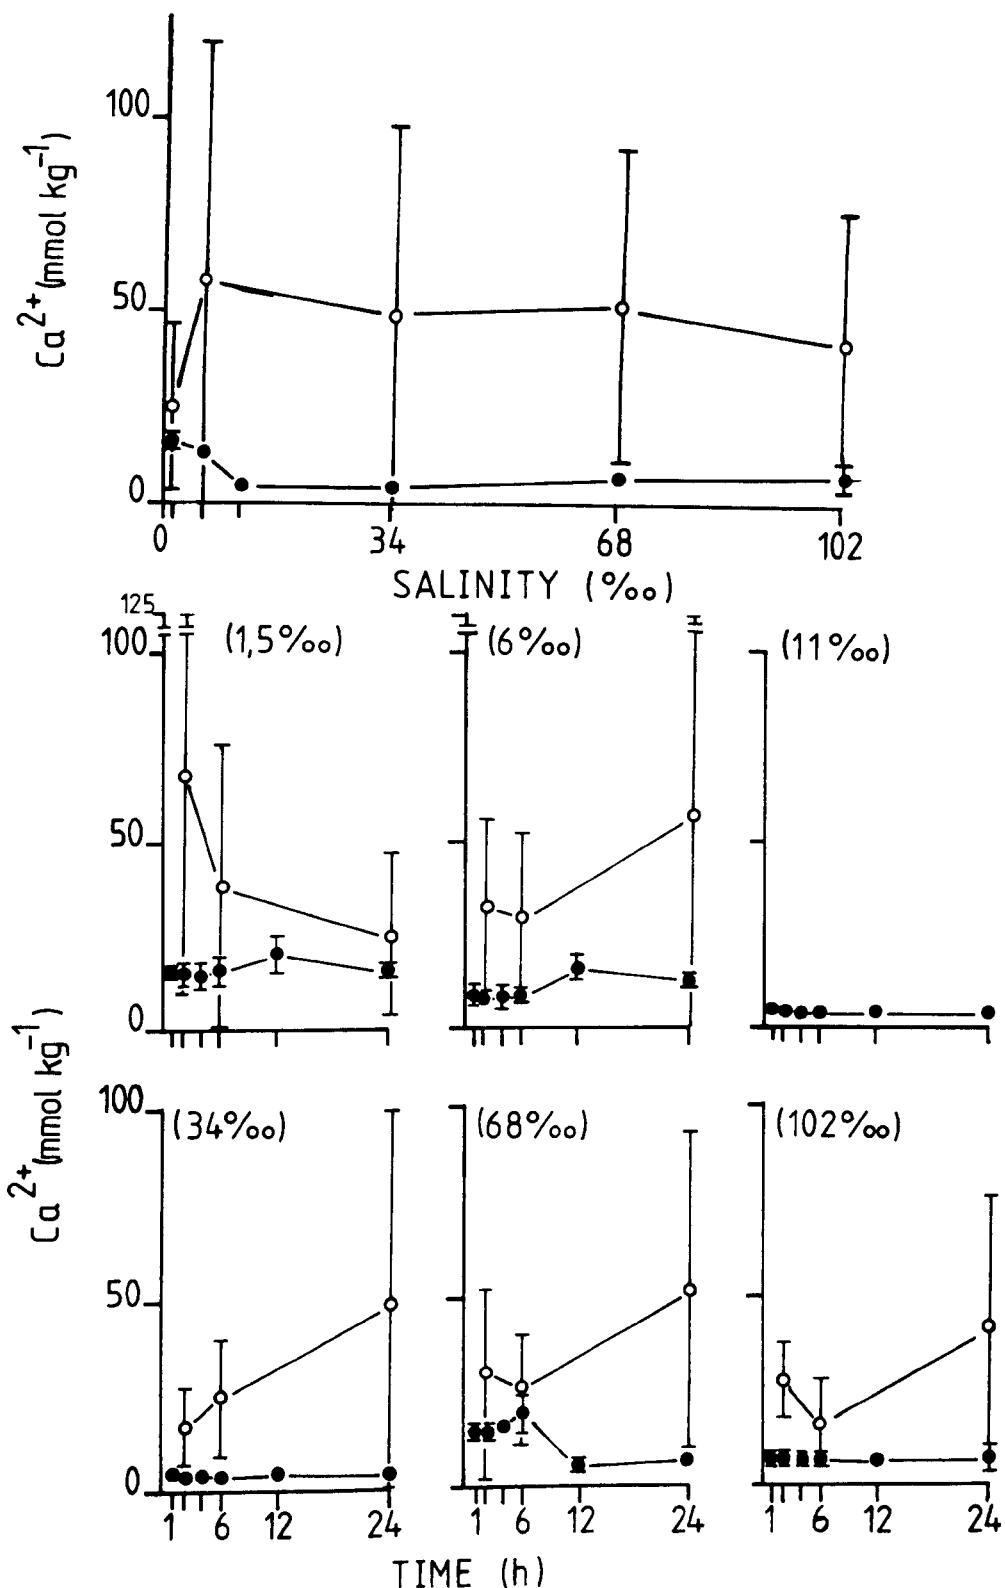 Ca2+ (mmol kg-1)
100
50
0
0 34 68 102
SALINITY (‰)
125
100
50
0
(1,5‰) (6‰) (11‰)
Ca2+ (mmol kg-1)
100
50
0
(34‰) (68‰) (102‰)
1 6 12 24 1 6 12 24 1 6 12 24
TIME (h)